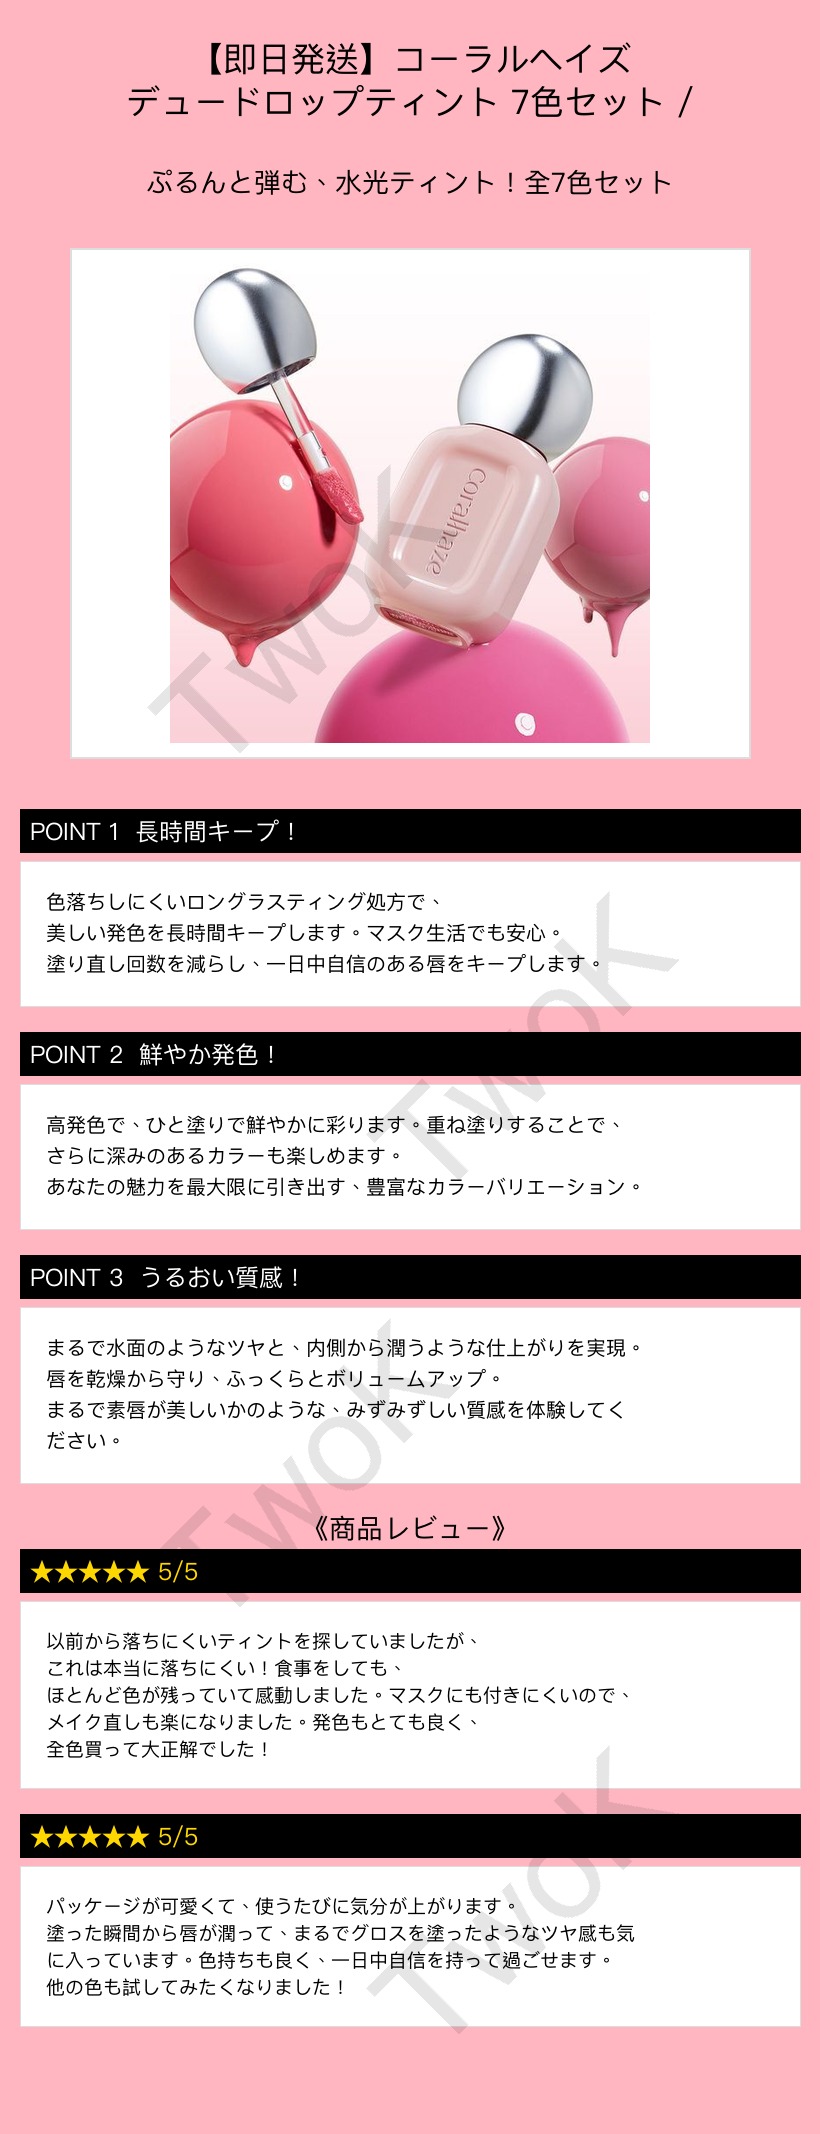 【即日発送】コーラルヘイズ
デュードロップティント 7色セット /
ぷるんと弾む、水光ティント！全7色セット
Coralhaze
TwoK
POINT 1 長時間キープ！
色落ちしにくいロングラスティング処方で、
美しい発色を長時間キープします。マスク生活でも安心。
塗り直し回数を減らし、一日中自信のある唇をキープします。
TwoK
POINT 2 鮮やか発色！
高発色で、ひと塗りで鮮やかに彩ります。重ね塗りすることで、
さらに深みのあるカラーも楽しめます。
あなたの魅力を最大限に引き出す、豊富なカラーバリエーション。
POINT 3 うるおい質感！
まるで水面のようなツヤと、内側から潤うような仕上がりを実現。
唇を乾燥から守り、ふっくらとボリュームアップ。
まるで素唇が美しいかのような、みずみずしい質感を体験してく
ださい。
TwoK
《商品レビュー》
★★★★★ 5/5
以前から落ちにくいティントを探していましたが、
これは本当に落ちにくい！食事をしても、
ほとんど色が残っていて感動しました。マスクにも付きにくいので、
メイク直しも楽になりました。発色もとても良く、
全色買って大正解でした！
★★★★★ 5/5
パッケージが可愛くて、使うたびに気分が上がります。
塗った瞬間から唇が潤って、まるでグロスを塗ったようなツヤ感も気
に入っています。色持ちも良く、一日中自信を持って過ごせます。
他の色も試してみたくなりました！
TwoK